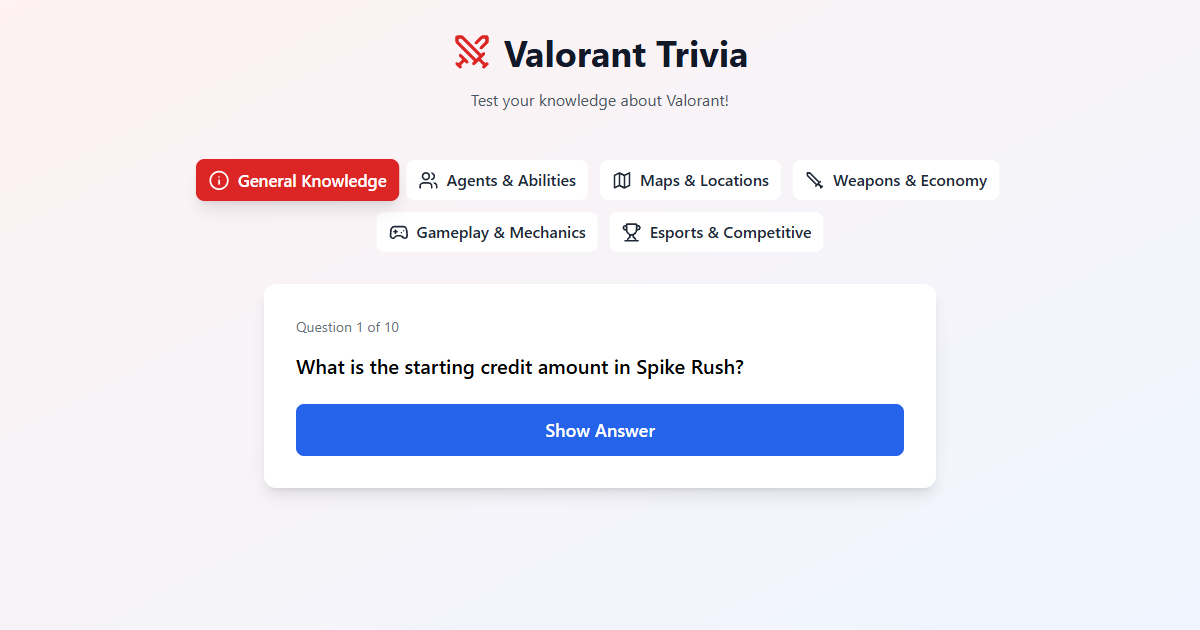 Valorant Trivia
Test your knowledge about Valorant!
General Knowledge
Agents & Abilities
Maps & Locations
Weapons & Economy
Gameplay & Mechanics
Esports & Competitive
Question 1 of 10
What is the starting credit amount in Spike Rush?
Show Answer